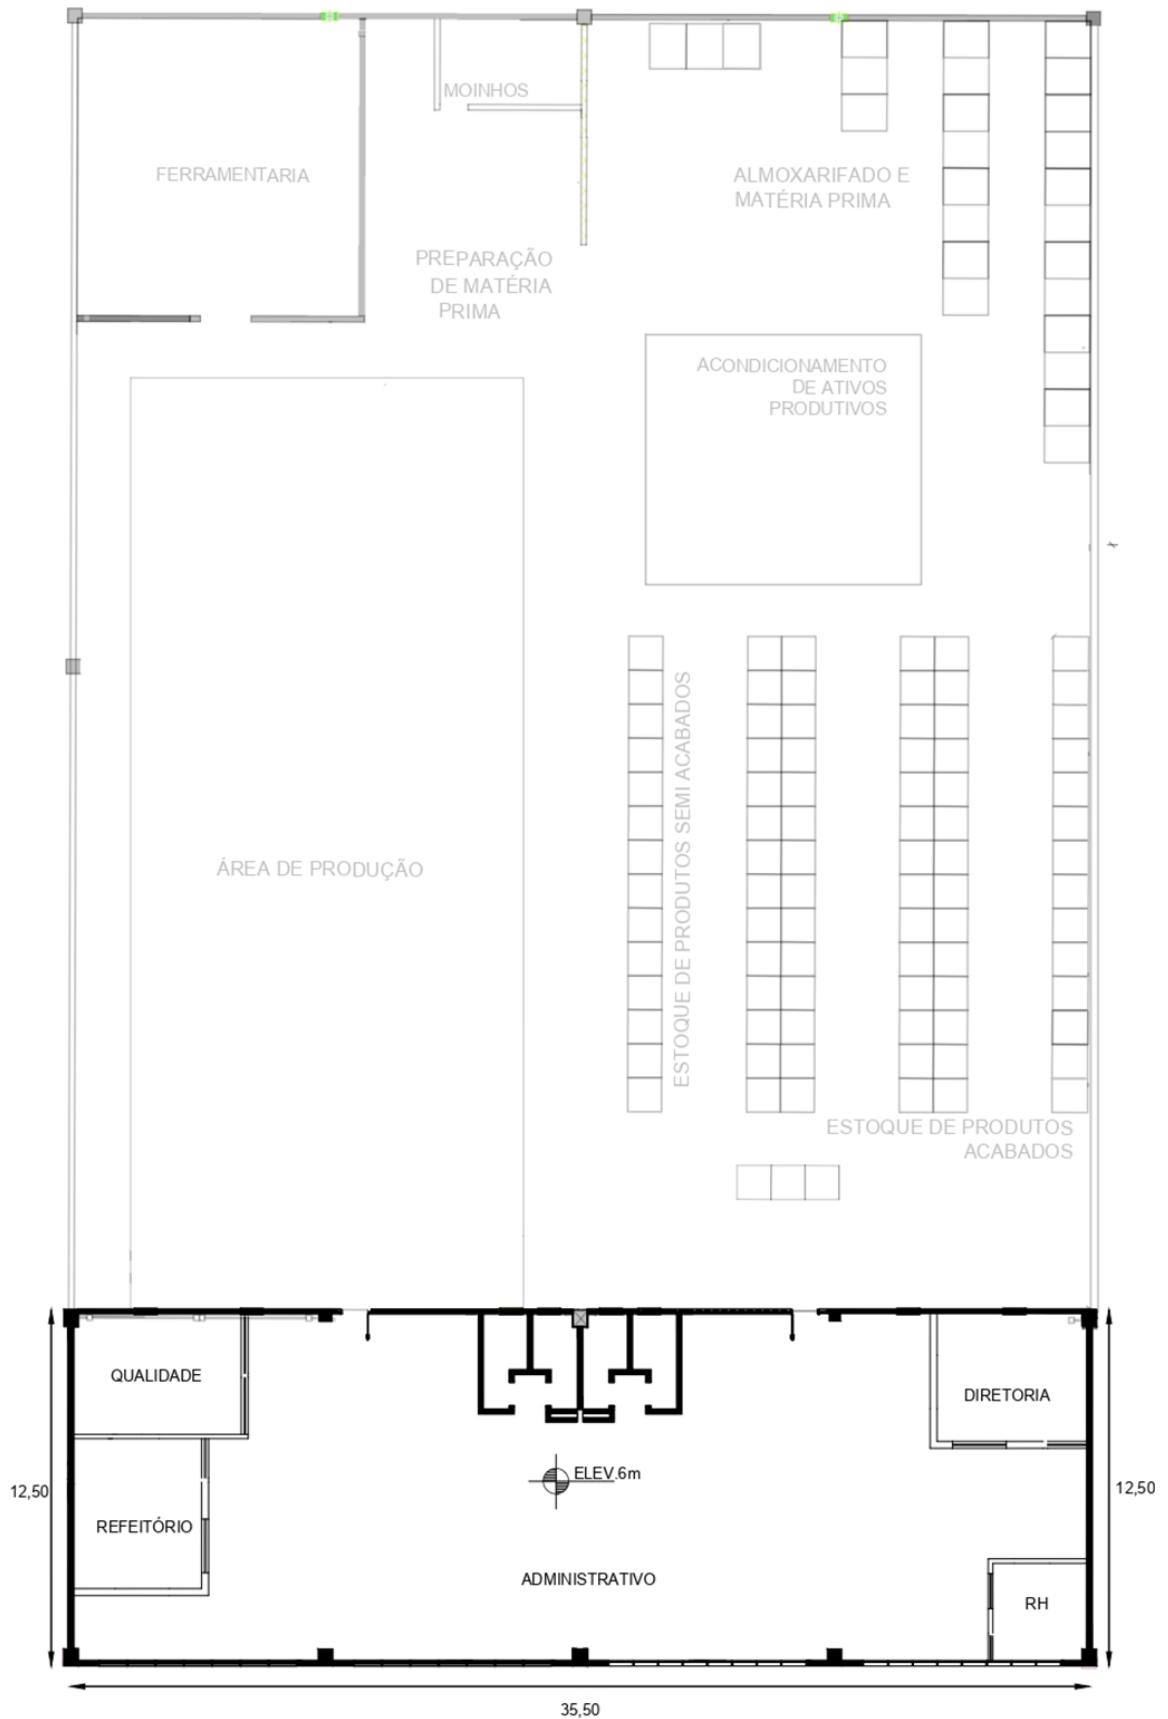 MOINHOS
FERRAMENTARIA
ALMOXARIFADO E
MATÉRIA PRIMA
PREPARAÇÃO
DE MATÉRIA
PRIMA
ACONDICIONAMENTO
DE ATIVOS
PRODUTIVOS
ESTOQUE DE PRODUTOS SEMI ACABADOS
ÁREA DE PRODUÇÃO
ESTOQUE DE PRODUTOS
ACABADOS
QUALIDADE
DIRETORIA
ELEV.6m
12,50
12,50
REFEITÓRIO
ADMINISTRATIVO
RH
35,50